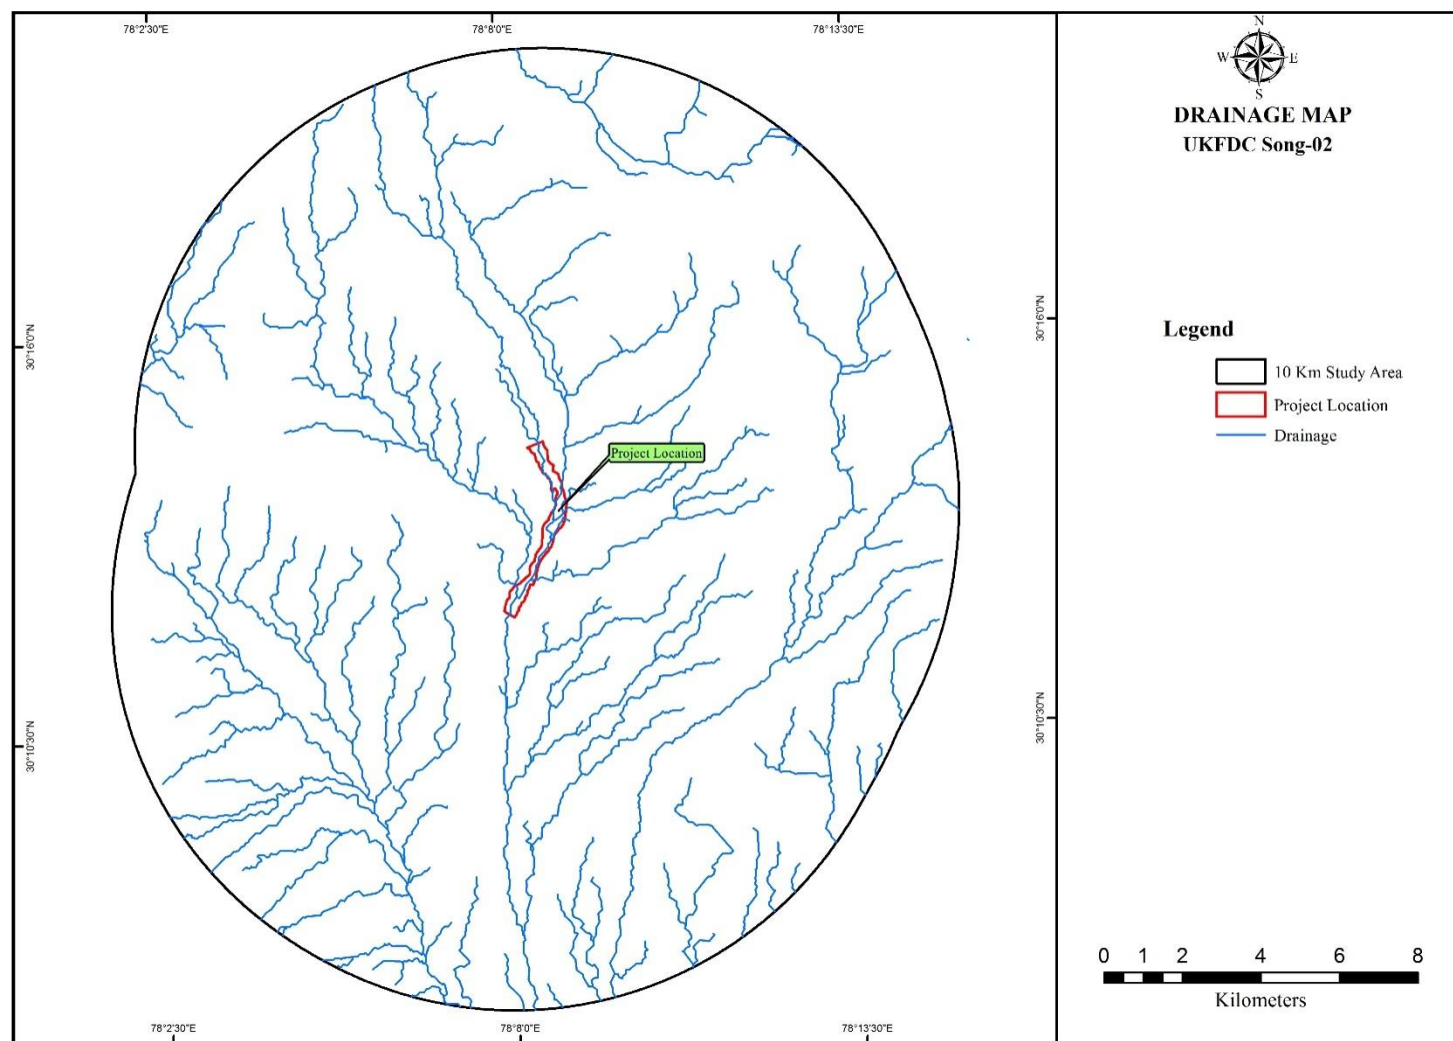 78°2'30"E
78°8'0"E
78°13'30"E
N
W
E
S
DRAINAGE MAP
UKFDC Song-02
30°16'0"N
30°16'0"N
Legend
10 Km Study Area
Project Location
Drainage
Project Location
30°10'30"N
30°10'30"N
0 1 2 4 6 8
Kilometers
78°2'30"E
78°8'0"E
78°13'30"E